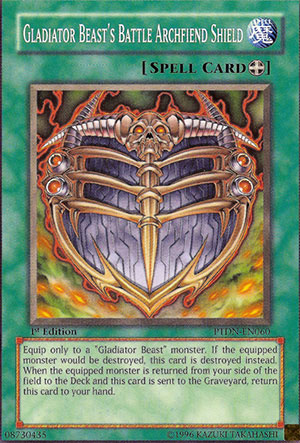 Gladiator Beast's Battle Archfiend Shield
[Spell Card]
1st Edition
PTDN-EN060
Equip only to a "Gladiator Beast" monster. If the equipped
monster would be destroyed, this card is destroyed instead.
When the equipped monster is returned from your side of the
field to the Deck and this card is sent to the Graveyard, return
this card to your hand.
08730435
©1996 KAZUKI TAKAHASHI